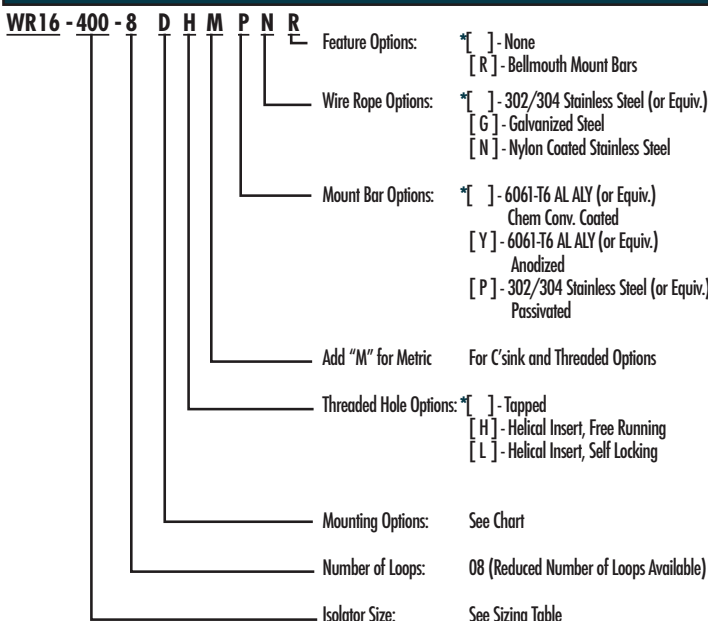 WR16 - 400 - 8 D H M P N R
Feature Options: *[ ] - None
[ R ] - Bellmouth Mount Bars
Wire Rope Options: *[ ] - 302/304 Stainless Steel (or Equiv.)
[ G ] - Galvanized Steel
[ N ] - Nylon Coated Stainless Steel
Mount Bar Options: *[ ] - 6061-T6 AL ALY (or Equiv.)
Chem Conv. Coated
[ Y ] - 6061-T6 AL ALY (or Equiv.)
Anodized
[ P ] - 302/304 Stainless Steel (or Equiv.)
Passivated
Add "M" for Metric For C'sink and Threaded Options
Threaded Hole Options: *[ ] - Tapped
[ H ] - Helical Insert, Free Running
[ L ] - Helical Insert, Self Locking
Mounting Options: See Chart
Number of Loops: 08 (Reduced Number of Loops Available)
Isolator Size: See Sizing Table